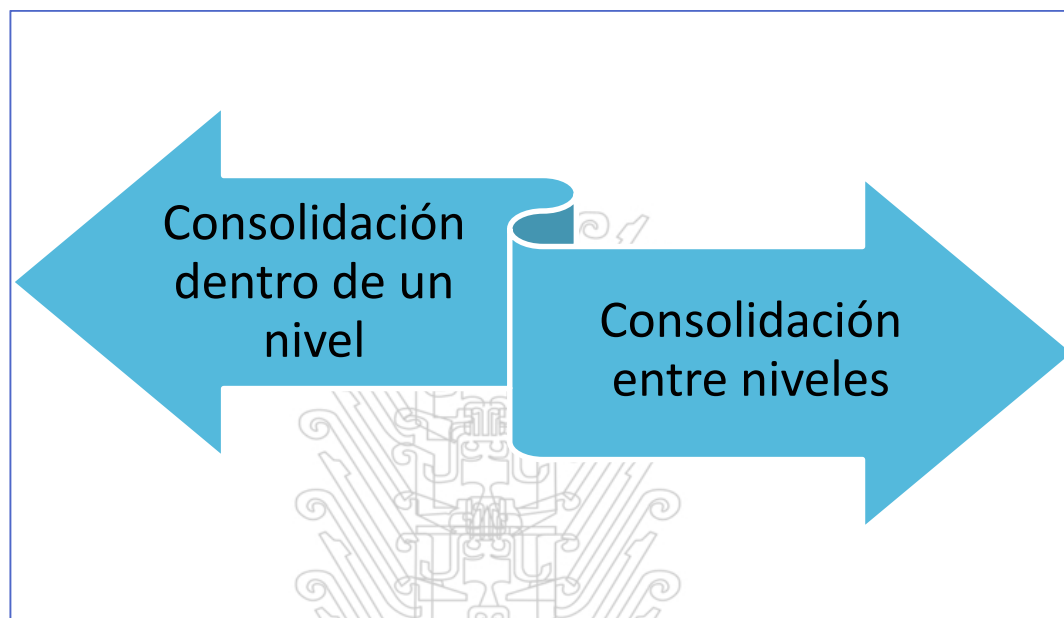 Consolidación
dentro de un
nivel
Consolidación
entre niveles